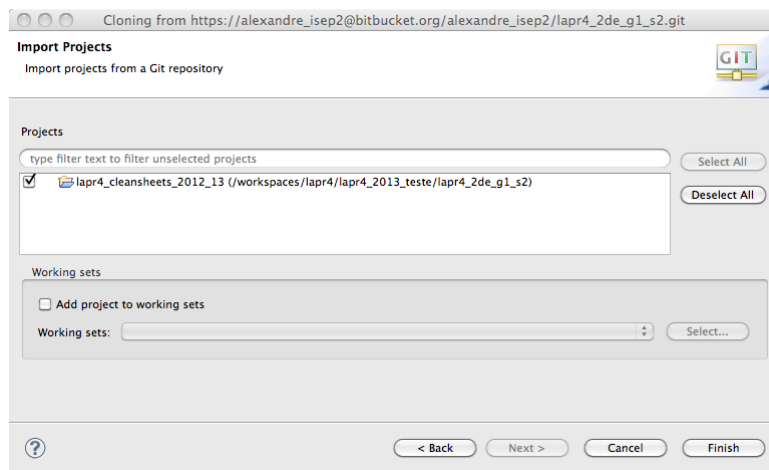 Cloning from https://alexandre_isep2@bitbucket.org/alexandre_isep2/lapr4_2de_g1_s2.git
Import Projects
Import projects from a Git repository
GIT
Projects
type filter text to filter unselected projects
Select All
lapr4_cleansheets_2012_13 (/workspaces/lapr4/lapr4_2013_teste/lapr4_2de_g1_s2)
Deselect All
Working sets
Add project to working sets
Working sets:
Select...
?
< Back
Next >
Cancel
Finish